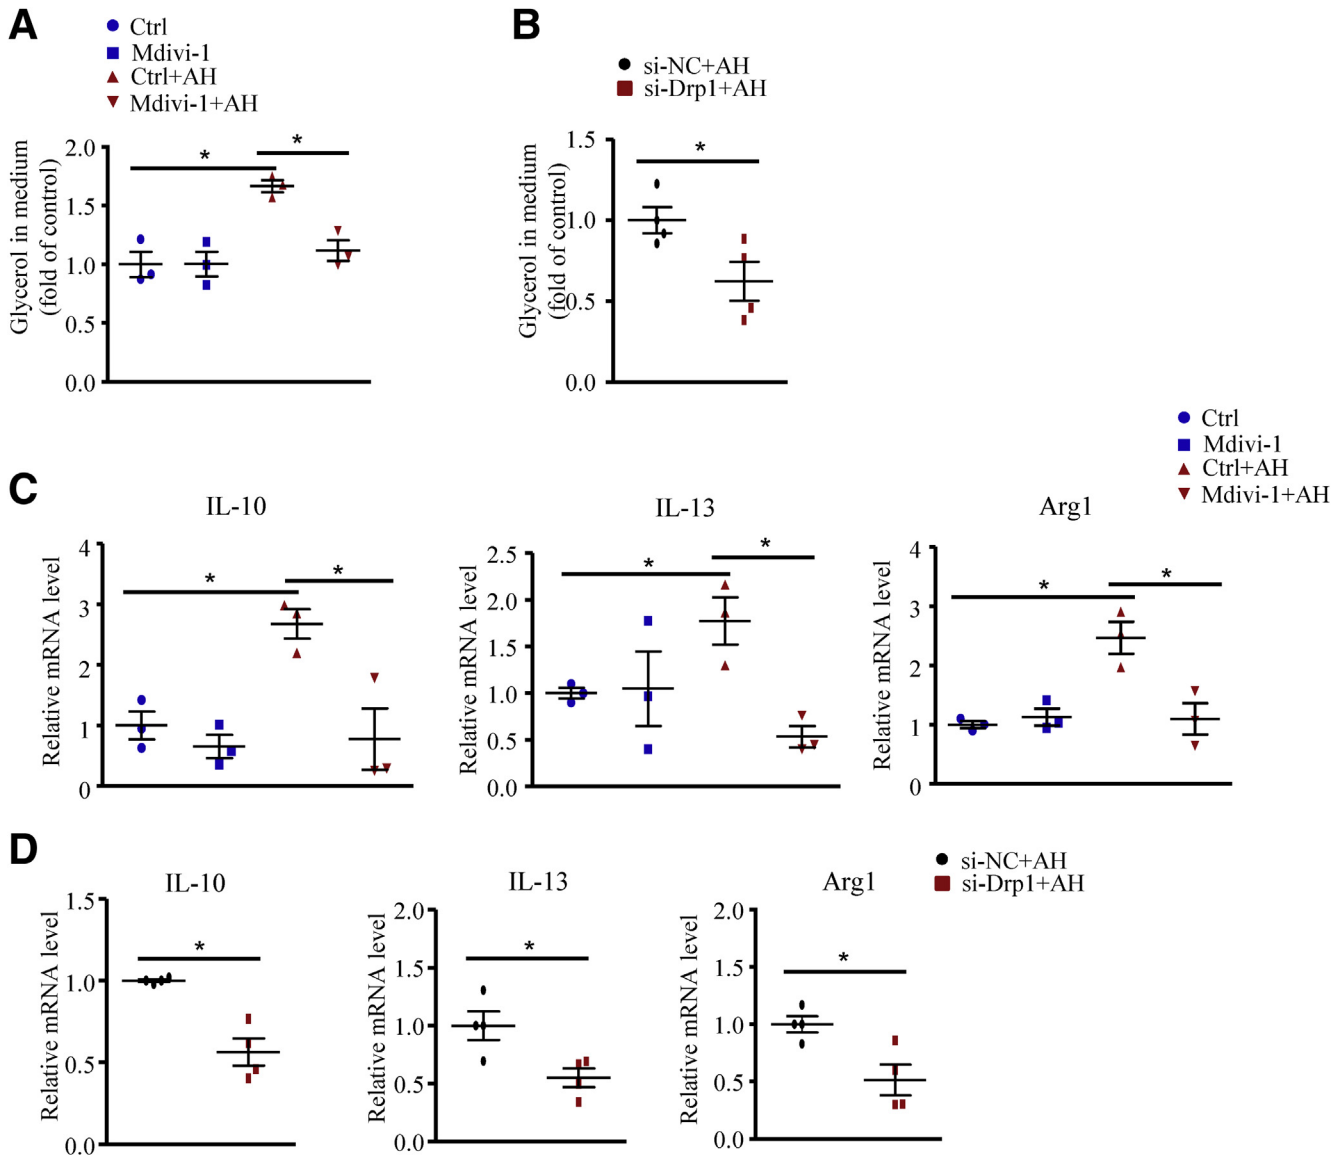 A
Ctrl
Mdivi-1
Ctrl+AH
Mdivi-1+AH
Glycerol in medium
(fold of control)
2.0
1.5
1.0
0.5
0.0
*
*
B
si-NC+AH
si-Drp1+AH
Glycerol in medium
(fold of control)
1.5
1.0
0.5
0.0
*
Ctrl
Mdivi-1
Ctrl+AH
Mdivi-1+AH
C
IL-10
Relative mRNA level
4
3
2
1
0
*
*
IL-13
Relative mRNA level
2.5
2.0
1.5
1.0
0.5
0.0
*
*
Arg1
Relative mRNA level
4
3
2
1
0
*
*
D
si-NC+AH
si-Drp1+AH
IL-10
Relative mRNA level
1.5
1.0
0.5
0.0
*
IL-13
Relative mRNA level
2.0
1.5
1.0
0.5
0.0
*
Arg1
Relative mRNA level
2.0
1.5
1.0
0.5
0.0
*